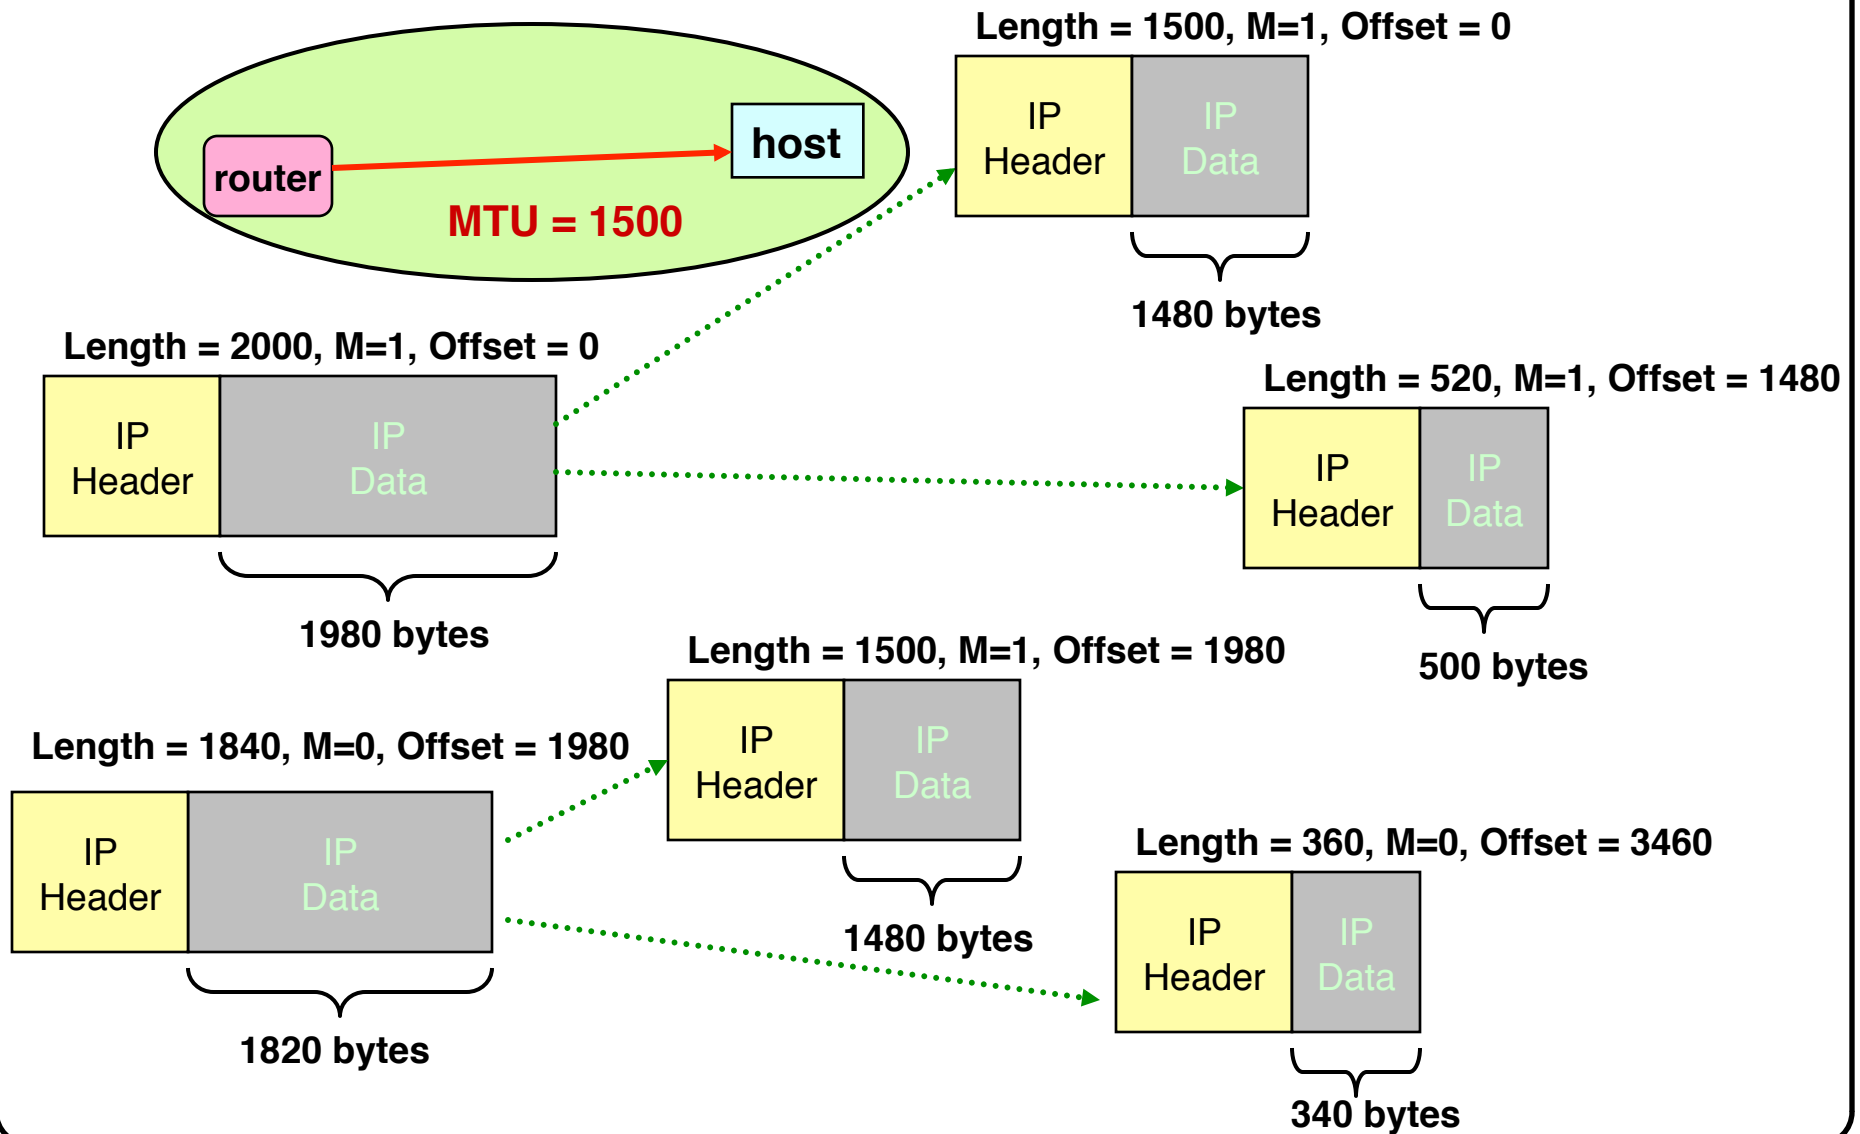 Length = 1500, M=1, Offset = 0
IP
Header
IP
Data
1480 bytes
router
host
MTU = 1500
Length = 2000, M=1, Offset = 0
IP
Header
IP
Data
1980 bytes
Length = 520, M=1, Offset = 1480
IP
Header
IP
Data
500 bytes
Length = 1500, M=1, Offset = 1980
IP
Header
IP
Data
1480 bytes
Length = 1840, M=0, Offset = 1980
IP
Header
IP
Data
1820 bytes
Length = 360, M=0, Offset = 3460
IP
Header
IP
Data
340 bytes